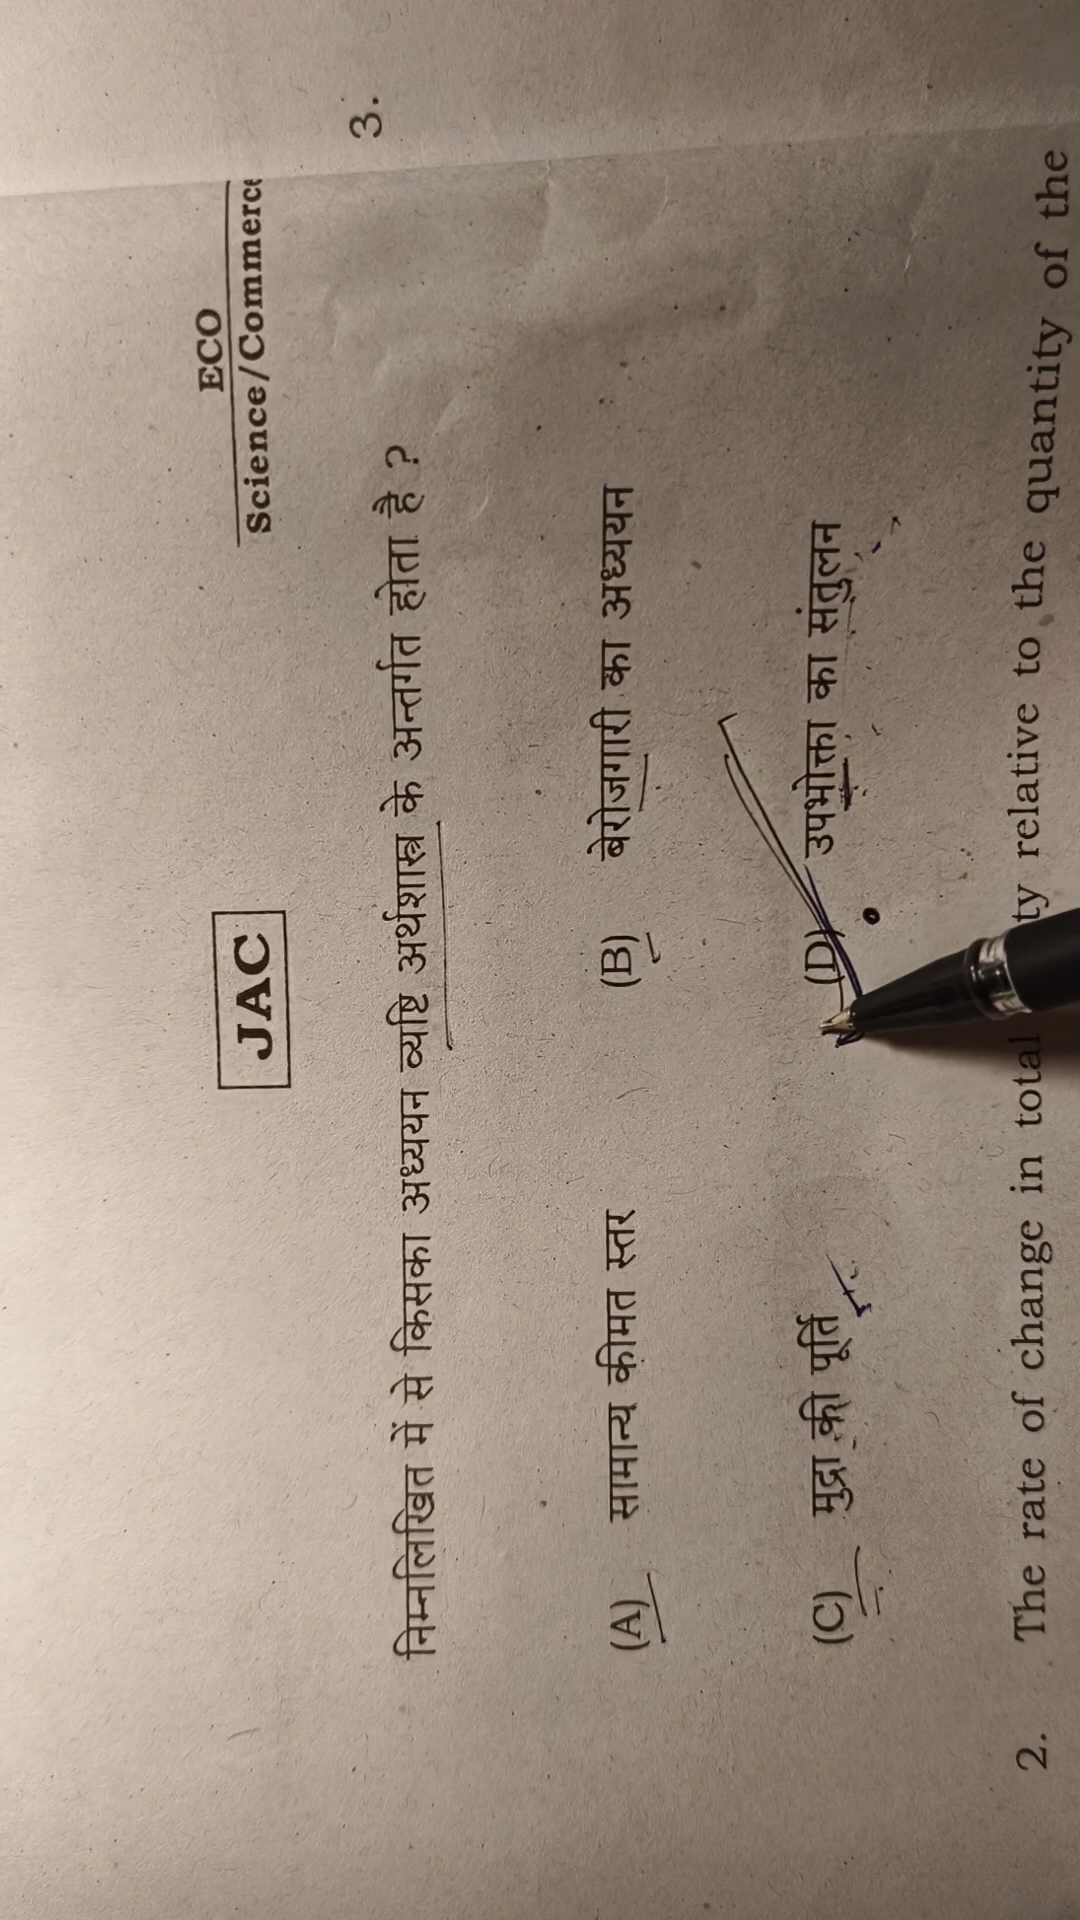 JAC
ECO
Science/Commerce
निम्नलिखित में से किसका अध्ययन व्यष्टि अर्थशास्त्र के अन्तर्गत होता है ?
(A) सामान्य कीमत स्तर
(B) बेरोजगारी का अध्ययन
(C) मुद्रा की पूर्ति
(D) उपभोक्ता का संतुलन
2. The rate of change in total ty relative to the quantity of the
3.